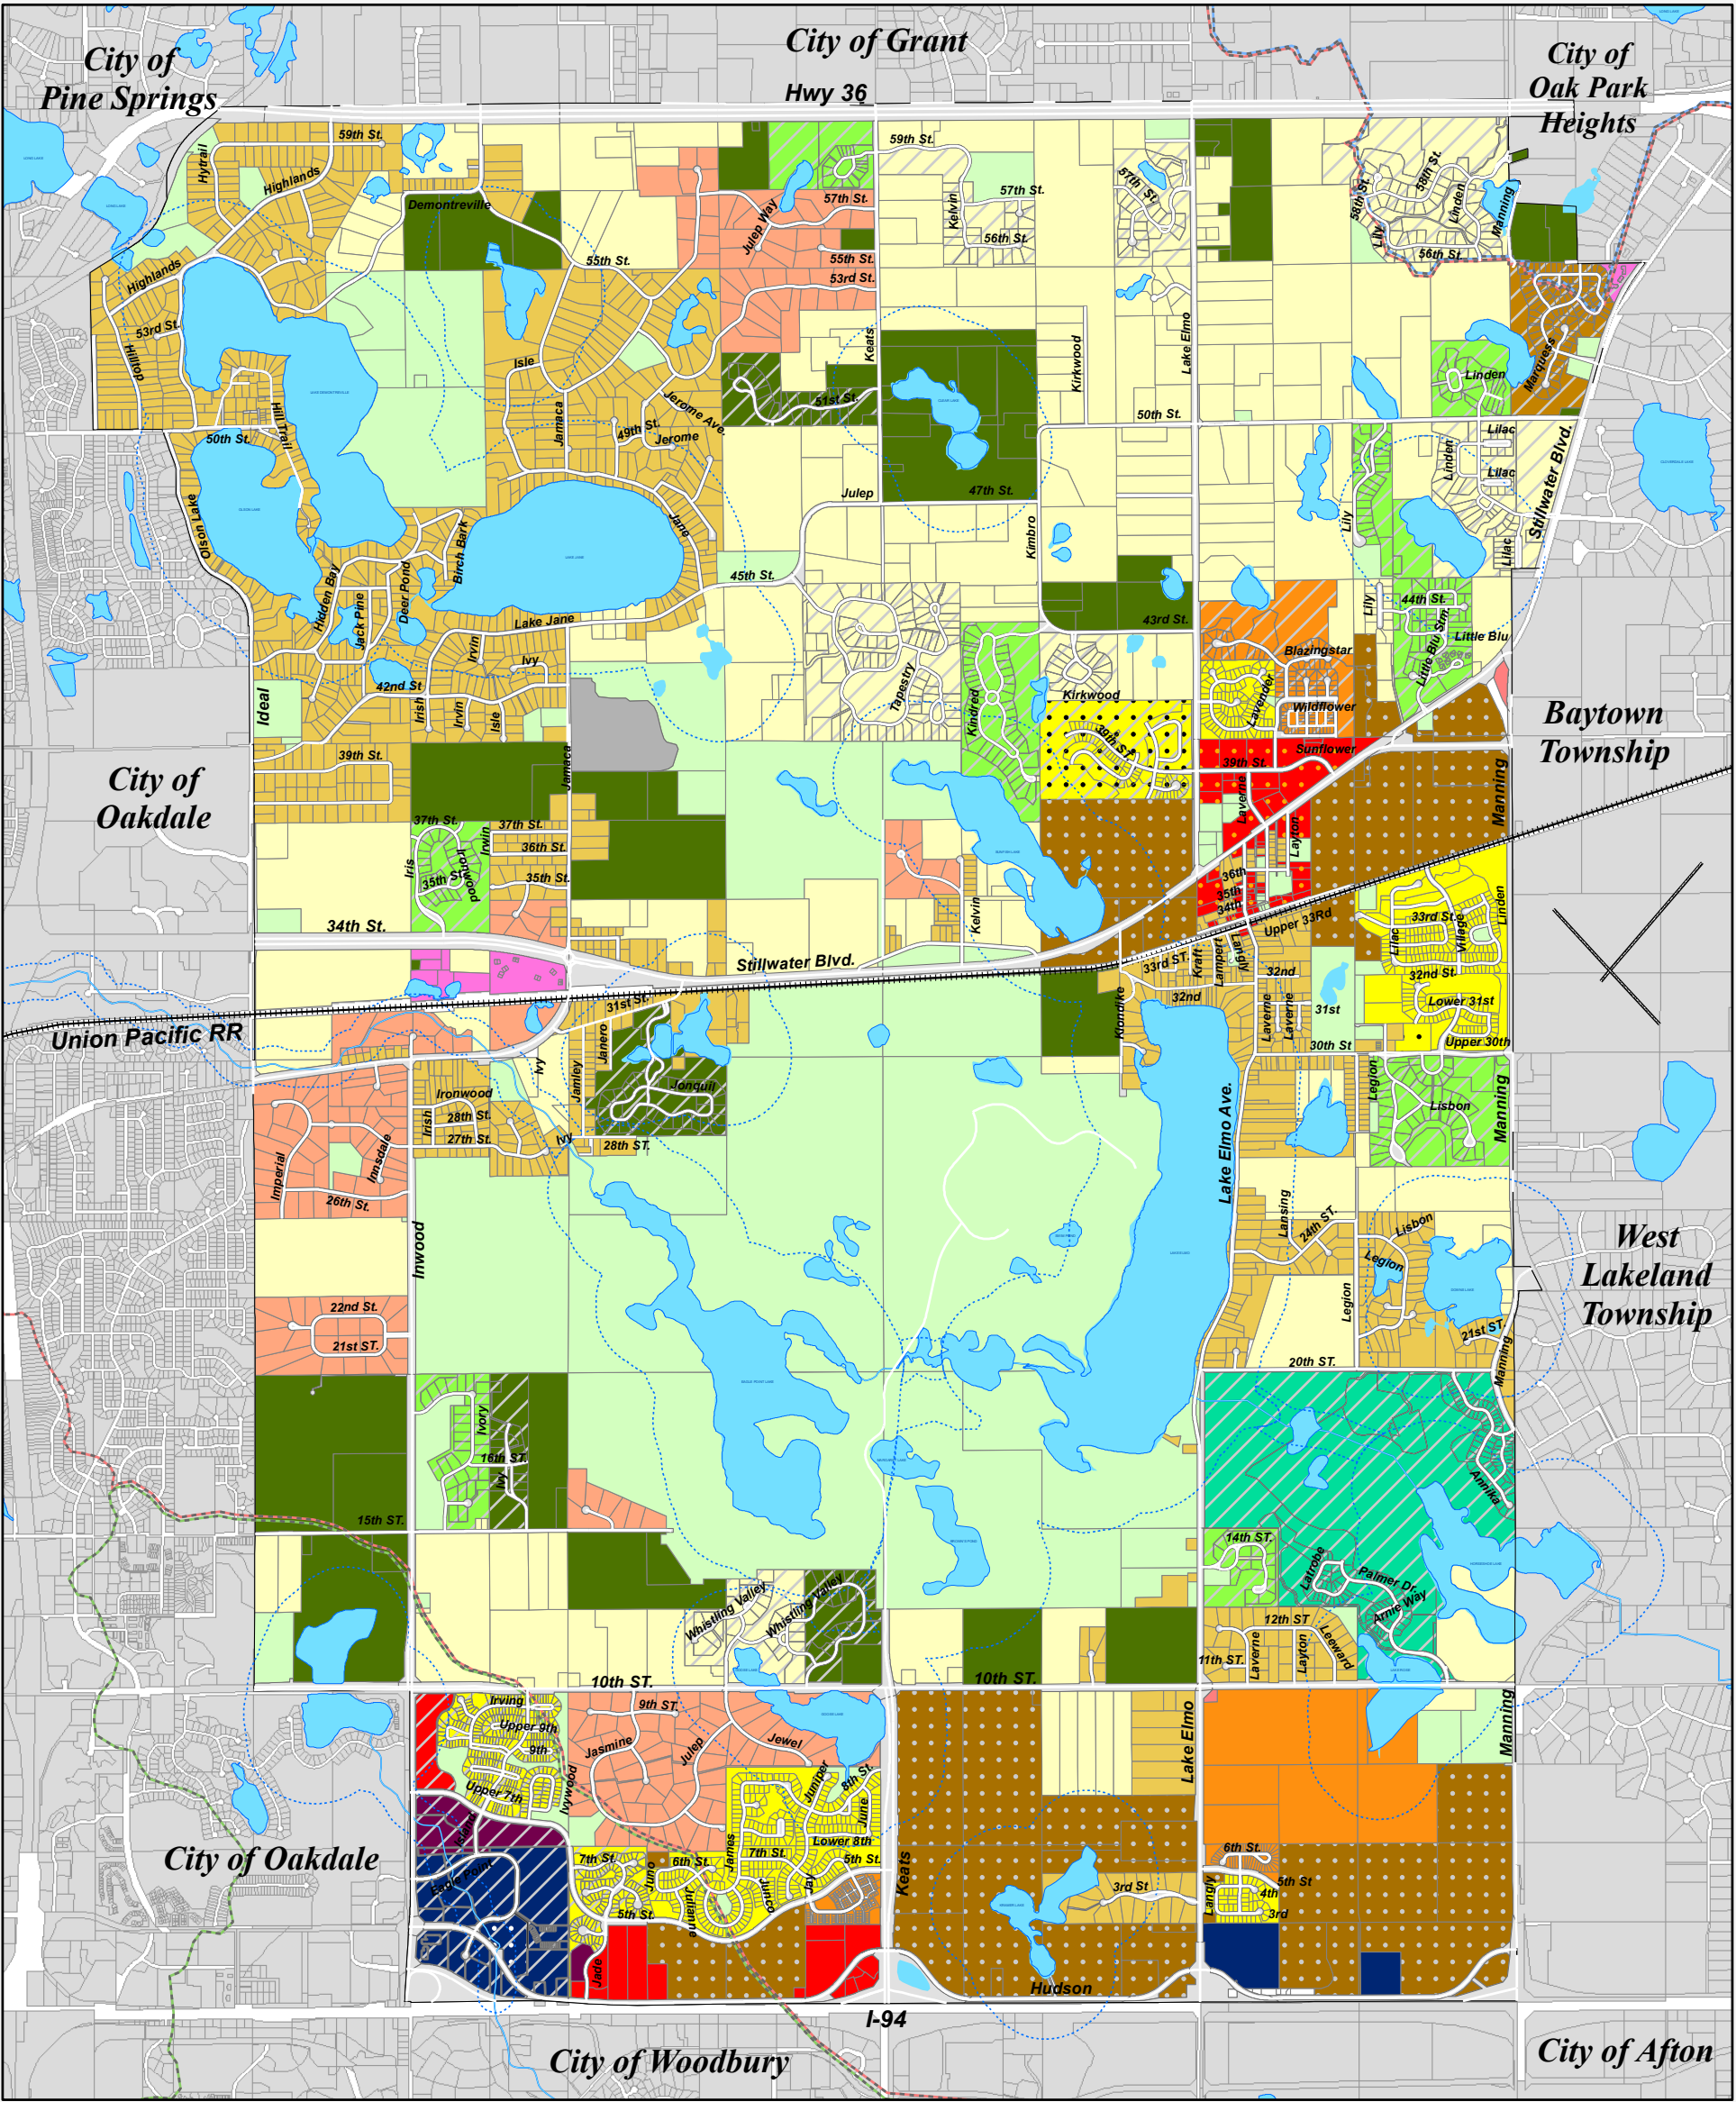 City of Grant
City of
Pine Springs
City of
Oak Park
Heights
Hwy 36
59th St.
Hytrail
Highlands
Demontreville
57th St.
Julep Way
55th St.
53rd St.
55th St.
59th St.
57th St.
Kelvin
56th St.
57th St.
58th St.
58th St.
Linden
Manning
Lily
56th St.
Highlands
53rd St.
Hilltop
Isle
Keats
Kirkwood
Lake Elmo
Marquess
Linden
51st St.
Jerome Ave.
49th St.
Jerome
Jamaca
Hill Trail
50th St.
50th St.
Lilac
Linden
Lilac
Stillwater Blvd.
Julep
47th St.
Olson Lake
Jane
Kimbro
Lily
Lilac
Birch Bark
Hidden Bay
Jack Pine
Deer Pond
45th St.
Lake Jane
43rd St.
Lily
44th St.
Little Blu Stm.
Little Blu
Irvin
Ivy
Blazingstar
42nd St
Ideal
Irish
Irvin
Isle
Tapestry
Kindred
Kirkwood
Lavender
Wildflower
Baytown
Township
39th St.
Jamaca
39th St.
Sunflower
39th St.
Laverne
Layton
Manning
City of
Oakdale
37th St.
Irwin
37th St.
36th St.
Iris
Ironwood
35th St.
35th St.
34th St.
Kelvin
36th
35th
34th
Upper 33Rd
33rd St.
Lilac
Village
Linden
Stillwater Blvd.
33rd ST.
Kraft
Lampert
Langly
32nd
32nd St.
32nd
Klondike
Laverne
Laverne
31st
Lower 31st
30th St
Upper 30th
Union Pacific RR
31st St.
Janero
Ivy
Jamley
Jonquil
Ironwood
28th St.
27th St.
Irish
Ivy
28th ST.
Imperial
Innsdale
26th St.
Inwood
Lake Elmo Ave.
Legion
Lisbon
Manning
Lansing
24th ST.
Lisbon
Legion
Legion
21st ST.
Manning
20th ST.
West
Lakeland
Township
22nd St.
21st ST.
Ivory
16th ST.
Ivy
15th ST.
Annika
14th ST.
Latrobe
Palmer Dr.
Arnie Way
Whistling Valley
Whistling Valley
12th ST
11th ST.
Laverne
Layton
Leeward
10th ST.
10th ST.
Irving
Upper 9th
9th
Upper 7th
Ivywood
9th ST.
Jasmine
Julep
Jewel
Juniper
8th St.
June
Lake Elmo
Manning
City of Oakdale
Eagle Point
7th St.
Juno
6th St.
James
7th St.
Lower 8th
5th St.
Julianne
Junco
Jay
5th St.
Keats
3rd St
6th St.
5th St
Langly
4th
3rd
Jade
Hudson
I-94
City of Woodbury
City of Afton